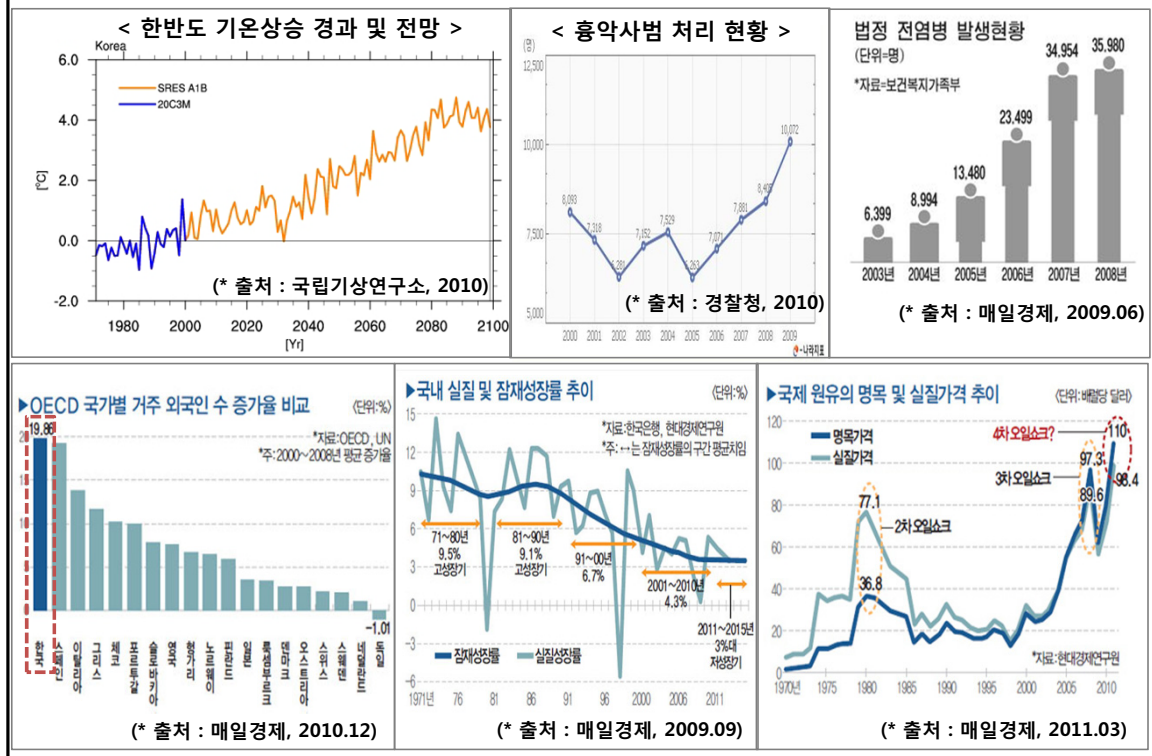 < 한반도 기온상승 경과 및 전망 >
Korea
6.0
4.0
2.0
0.0
-2.0
[°C]
SRES A1B
20C3M
(* 출처 : 국립기상연구소, 2010)
1980 2000 2020 2040 2060 2080 2100
[Yr]
< 흉악사범 처리 현황 >
(명)
12,500
10,000
7,500
5,000
8,093
7,318
7,152
7,529
7,071
7,881
10,072
(* 출처 : 경찰청, 2010)
2000 2001 2002 2003 2004 2005 2006 2007 2008 2009
e-나라지표
법정 전염병 발생현황
(단위=명)
*자료=보건복지가족부
6.399
8.994
13.480
23.499
34.954
35.980
2003년 2004년 2005년 2006년 2007년 2008년
(* 출처 : 매일경제, 2009.06)
▶OECD 국가별 거주 외국인 수 증가율 비교
<단위:%>
19.86
*자료:OECD, UN
*주:2000~2008년 평균 증가율
-1.01
한국 스페인 이탈리아 그리스 체코 포르투갈 슬로바키아 영국 헝가리 노르웨이 핀란드 일본 룩셈부르크 덴마크 오스트리아 스위스 스웨덴 네덜란드 독일
(* 출처 : 매일경제, 2010.12)
▶국내 실질 및 잠재성장률 추이
<단위:%>
15
12
9
6
3
0
-3
-6
*자료:한국은행, 현대경제연구원
*주: ↔는 잠재성장률의 구간 평균치임
71~80년
9.5%
고성장기
81~90년
9.1%
고성장기
91~00년
6.7%
2001~2010년
4.3%
2011~2015년
3%대
저성장기
잠재성장률 실질성장률
1971년 76 81 91 2000 2006 2011
(* 출처 : 매일경제, 2009.09)
▶국제 원유의 명목 및 실질가격 추이
<단위:배럴당 달러>
120
100
80
60
40
20
0
명목가격
실질가격
4차 오일쇼크?
110
97.3
3차 오일쇼크
89.6
77.1
2차 오일쇼크
36.8
*자료:현대경제연구원
1970년 1975 1980 1985 1990 1995 2000 2005 2010
(* 출처 : 매일경제, 2011.03)